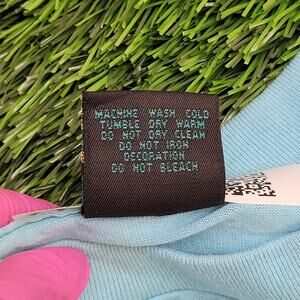 MACHINE WASH COLD
TUMBLE DRY WARM
DO NOT DRY CLEAN
DO NOT IRON
DECORATION
DO NOT BLEACH